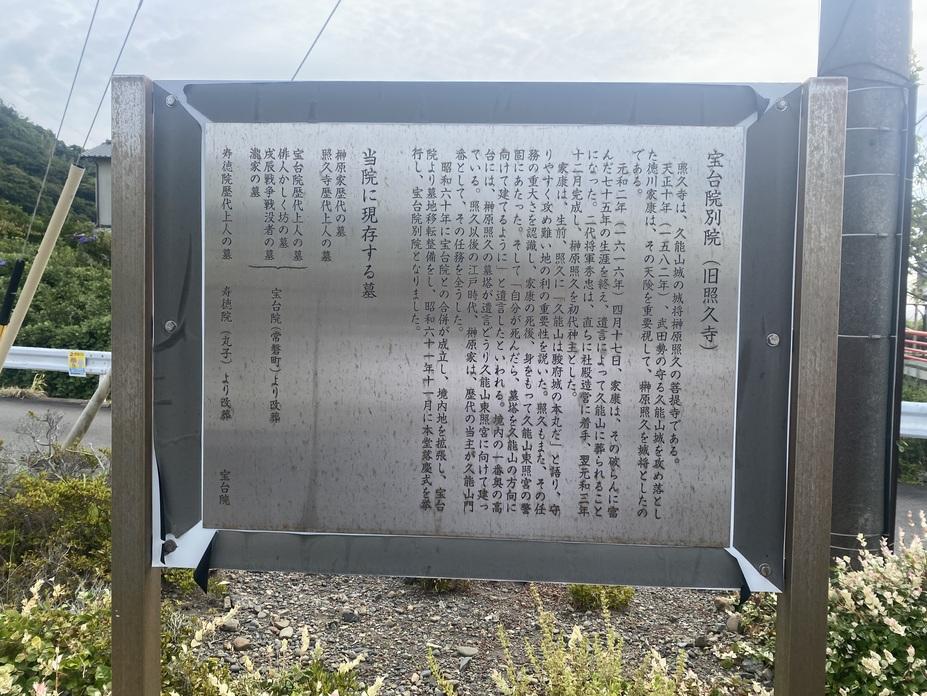 宝台院別院（旧照久寺）
照久寺は、久能山城の城将榊原照久の菩提寺である。
天正十年（一五八二年）、武田勢の守る久能山城を攻め落とし
た徳川家康は、その天険を重要視して、榊原照久を城将としたの
である。
元和二年（一六一六年）四月十七日、家康は、その破らんに富
んだ七十五年の生涯を終え、遺言によって久能山に葬られること
になった。二代将軍秀忠は、直ちに社殿造営に着手、翌元和三年
十二月完成し、榊原照久を初代神主とした。
家康は、生前、照久に「久能山は駿府城の本丸だ」と語り、守
りやすく攻め難い地の利の重要性を説いた。照久もまた、その任
務の重大さを認識し、家康の死後、身をもって久能山東照宮の警
固にあたった。そして「自分が死んだら、墓塔を久能山の方向に
向けて建てるように」と遺言したといわれる。境内の一番奥の高
台には、榊原照久の墓塔が遺言どうり久能山東照宮に向けて建っ
ている。照久以後の江戸時代、榊原家は、歴代の当主が久能山門
番として、その任務を全うした。
昭和六十年に宝台院との合併が成立し、境内地を拡張し、宝台
院より墓地移転整備をし、昭和六十一年十一月に本堂落慶式を挙
行し、宝台院別院となりました。
当院に現存する墓
榊原家歴代の墓
照久寺歴代上人の墓
宝台院歴代上人の墓
俳人かしく坊の墓
戊辰争戦戦没者の墓
瀧家の墓
宝台院（常磐町）より改葬
寿徳院歴代上人の墓　寿徳院（丸子）より改葬
宝台院